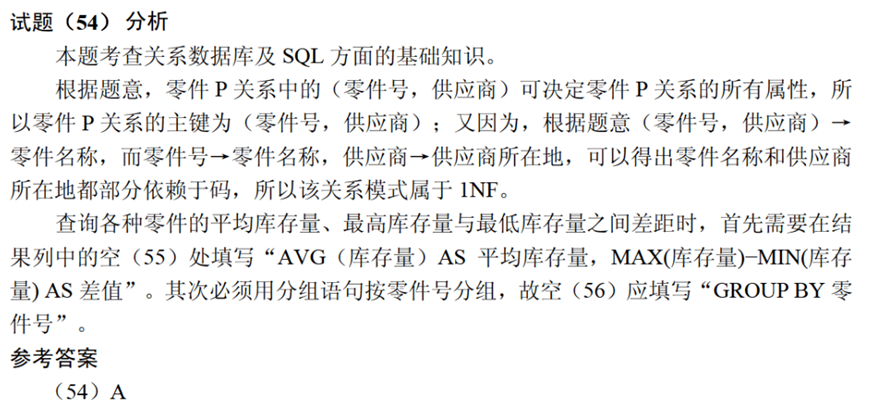 试题（54）分析
本题考查关系数据库及 SQL 方面的基础知识。
根据题意，零件 P 关系中的（零件号，供应商）可决定零件 P 关系的所有属性，所
以零件 P 关系的主键为（零件号，供应商）；又因为，根据题意（零件号，供应商）→
零件名称，而零件号→零件名称，供应商→供应商所在地，可以得出零件名称和供应商
所在地都部分依赖于码，所以该关系模式属于 1NF。
查询各种零件的平均库存量、最高库存量与最低库存量之间差距时，首先需要在结
果列中的空（55）处填写“AVG（库存量）AS 平均库存量，MAX(库存量)−MIN(库存
量) AS 差值”。其次必须用分组语句按零件号分组，故空（56）应填写“GROUP BY 零
件号”。
参考答案
（54）A